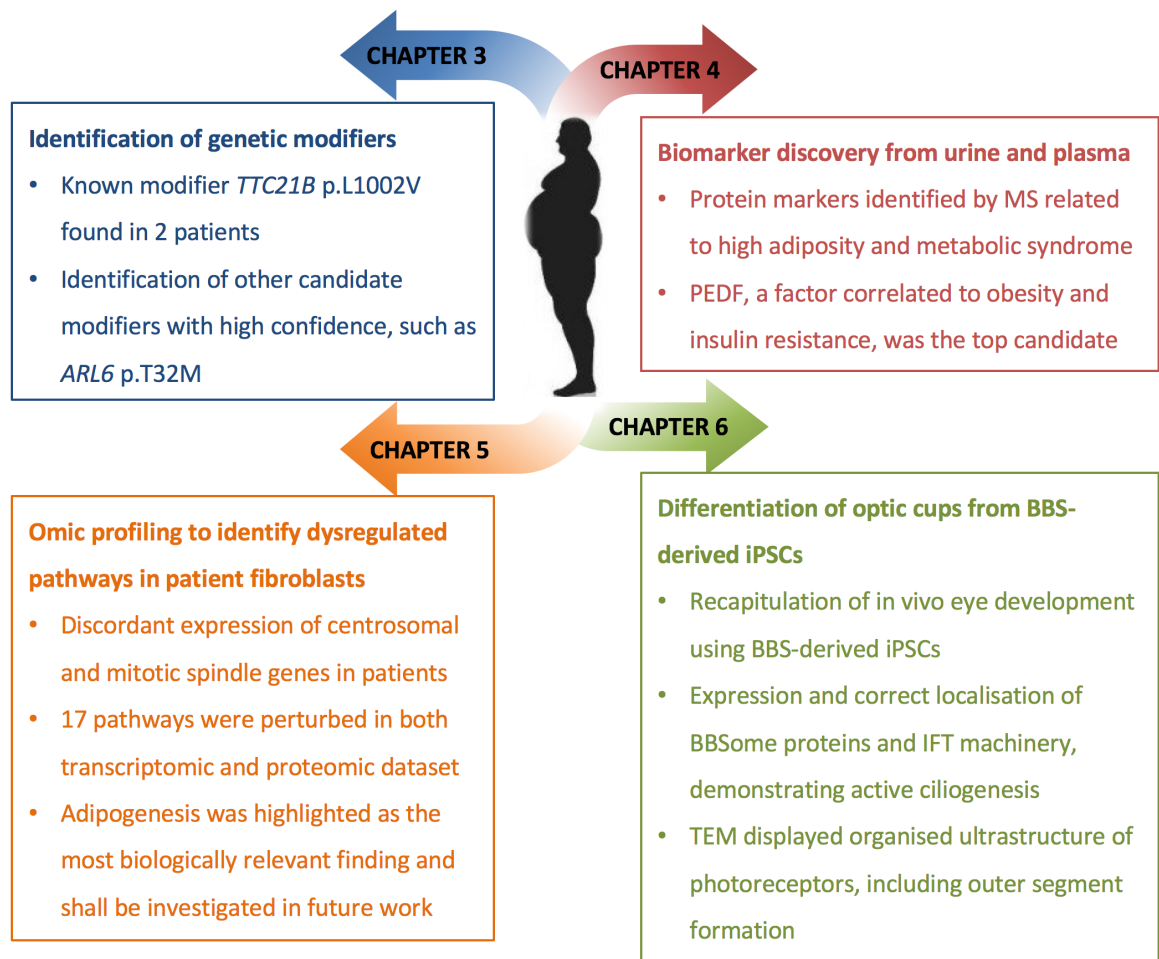 CHAPTER 3
Identification of genetic modifiers
• Known modifier TTC21B p.L1002V
found in 2 patients
• Identification of other candidate
modifiers with high confidence, such as
ARL6 p.T32M
CHAPTER 4
Biomarker discovery from urine and plasma
• Protein markers identified by MS related
to high adiposity and metabolic syndrome
• PEDF, a factor correlated to obesity and
insulin resistance, was the top candidate
CHAPTER 5
Omic profiling to identify dysregulated
pathways in patient fibroblasts
• Discordant expression of centrosomal
and mitotic spindle genes in patients
• 17 pathways were perturbed in both
transcriptomic and proteomic dataset
• Adipogenesis was highlighted as the
most biologically relevant finding and
shall be investigated in future work
CHAPTER 6
Differentiation of optic cups from BBS-
derived iPSCs
• Recapitulation of in vivo eye development
using BBS-derived iPSCs
• Expression and correct localisation of
BBSome proteins and IFT machinery,
demonstrating active ciliogenesis
• TEM displayed organised ultrastructure of
photoreceptors, including outer segment
formation